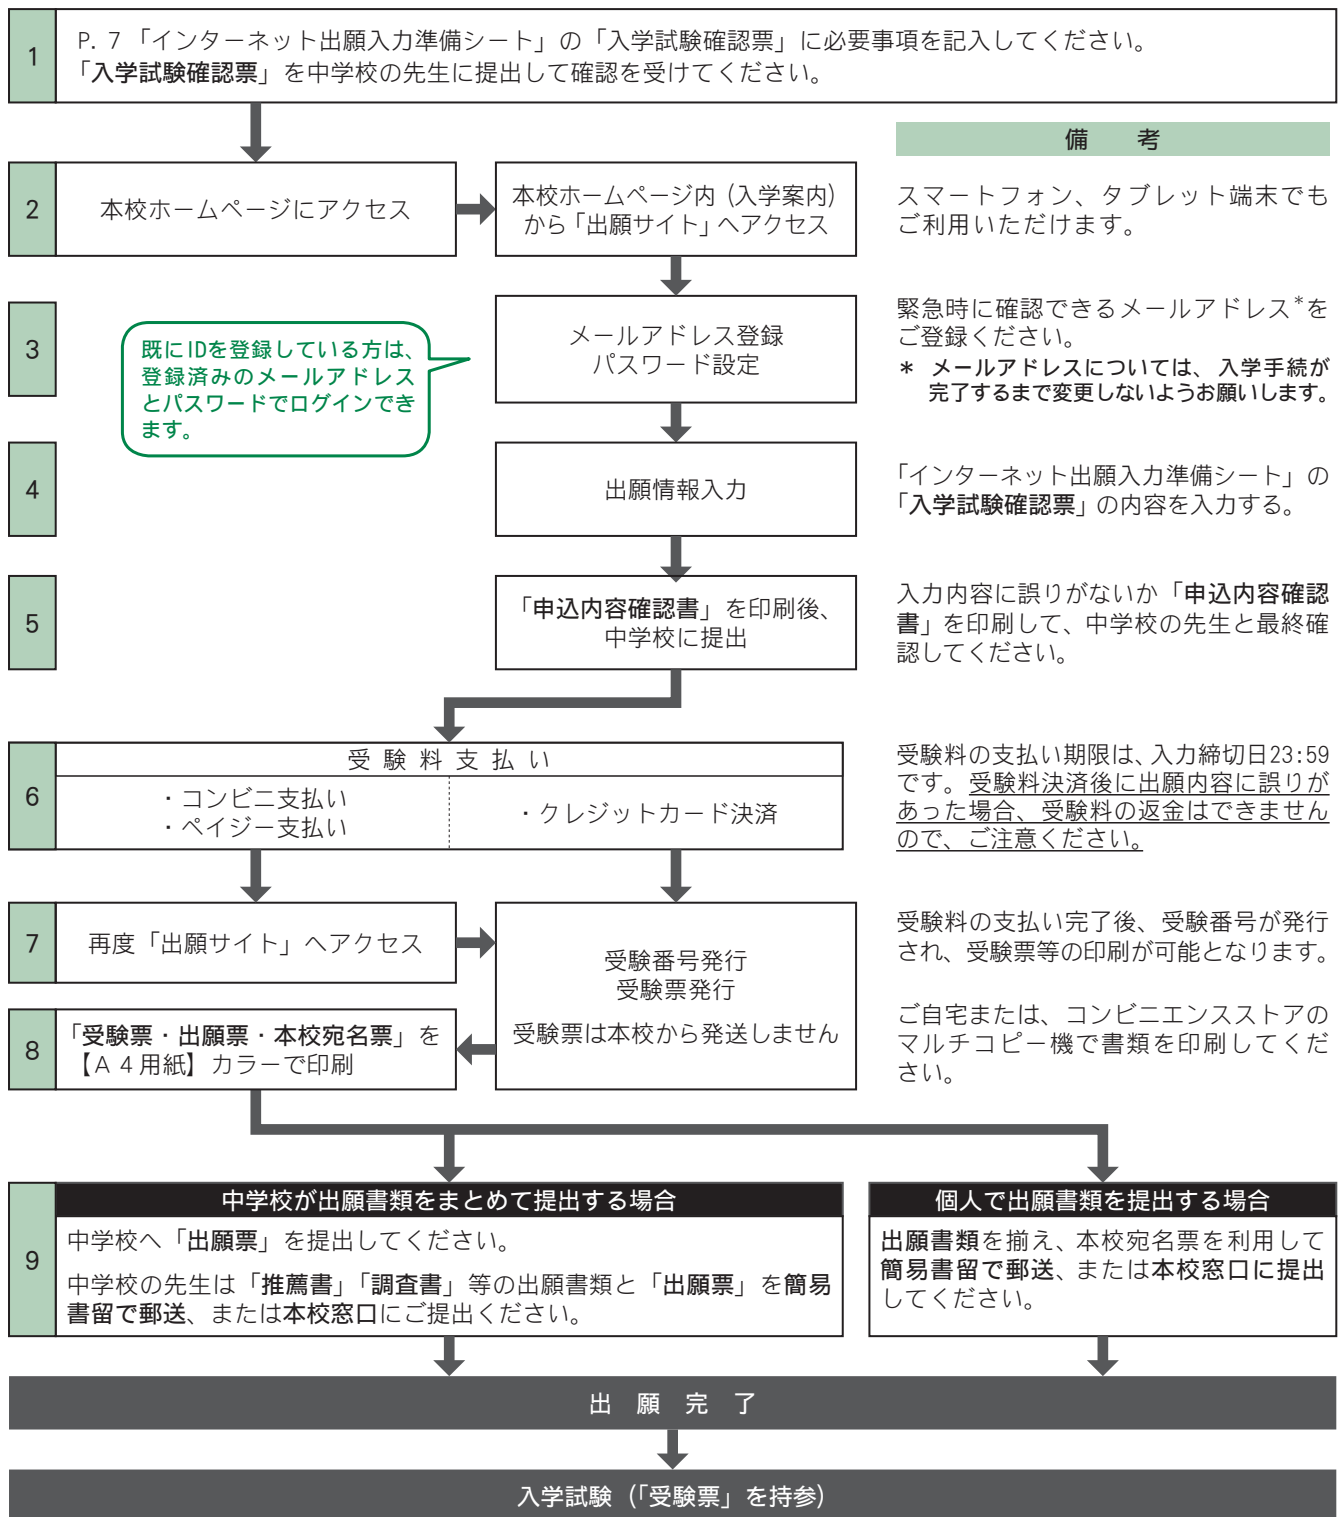 1
P. 7「インターネット出願入力準備シート」の「入学試験確認票」に必要事項を記入してください。
「入学試験確認票」を中学校の先生に提出して確認を受けてください。
備 考
2
本校ホームページにアクセス
本校ホームページ内（入学案内）
から「出願サイト」へアクセス
スマートフォン、タブレット端末でも
ご利用いただけます。
3
既にIDを登録している方は、
登録済みのメールアドレス
とパスワードでログインでき
ます。
メールアドレス登録
パスワード設定
緊急時に確認できるメールアドレス*を
ご登録ください。
＊ メールアドレスについては、入学手続が
完了するまで変更しないようお願いします。
4
出願情報入力
「インターネット出願入力準備シート」の
「入学試験確認票」の内容を入力する。
5
「申込内容確認書」を印刷後、
中学校に提出
入力内容に誤りがないか「申込内容確認
書」を印刷して、中学校の先生と最終確
認してください。
6
受 験 料 支 払 い
・コンビニ支払い
・ペイジー支払い
・クレジットカード決済
受験料の支払い期限は、入力締切日23:59
です。受験料決済後に出願内容に誤りが
あった場合、受験料の返金はできません
ので、ご注意ください。
7
再度「出願サイト」へアクセス
受験番号発行
受験票発行
受験票は本校から発送しません
受験料の支払い完了後、受験番号が発行
され、受験票等の印刷が可能となります。
8
「受験票・出願票・本校宛名票」を
【Ａ４用紙】カラーで印刷
ご自宅または、コンビニエンスストアの
マルチコピー機で書類を印刷してくだ
さい。
9
中学校が出願書類をまとめて提出する場合
中学校へ「出願票」を提出してください。
中学校の先生は「推薦書」「調査書」等の出願書類と「出願票」を簡易
書留で郵送、または本校窓口にご提出ください。
個人で出願書類を提出する場合
出願書類を揃え、本校宛名票を利用して
簡易書留で郵送、または本校窓口に提出
してください。
出 願 完 了
入学試験（「受験票」を持参）